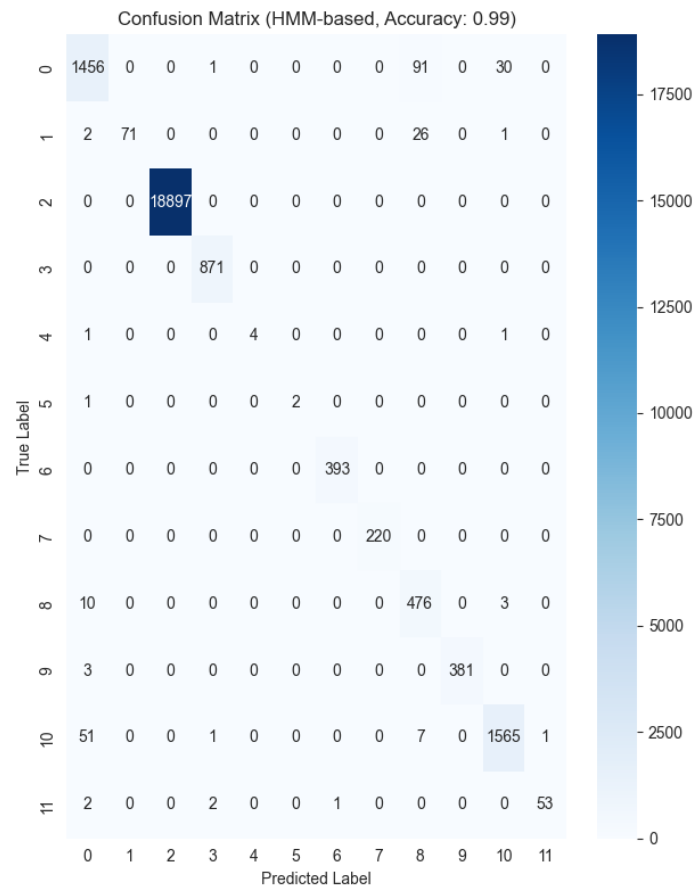 Confusion Matrix (HMM-based, Accuracy: 0.99)
True Label
0 1456 0 0 1 0 0 0 0 91 0 30 0
1 2 71 0 0 0 0 0 0 26 0 1 0
2 0 0 18897 0 0 0 0 0 0 0 0 0
3 0 0 0 871 0 0 0 0 0 0 0 0
4 1 0 0 0 4 0 0 0 0 0 1 0
5 1 0 0 0 0 2 0 0 0 0 0 0
6 0 0 0 0 0 0 393 0 0 0 0 0
7 0 0 0 0 0 0 0 220 0 0 0 0
8 10 0 0 0 0 0 0 0 476 0 3 0
9 3 0 0 0 0 0 0 0 0 381 0 0
10 51 0 0 1 0 0 0 0 7 0 1565 1
11 2 0 0 2 0 0 1 0 0 0 0 53
0 1 2 3 4 5 6 7 8 9 10 11
Predicted Label
17500
15000
12500
10000
7500
5000
2500
0